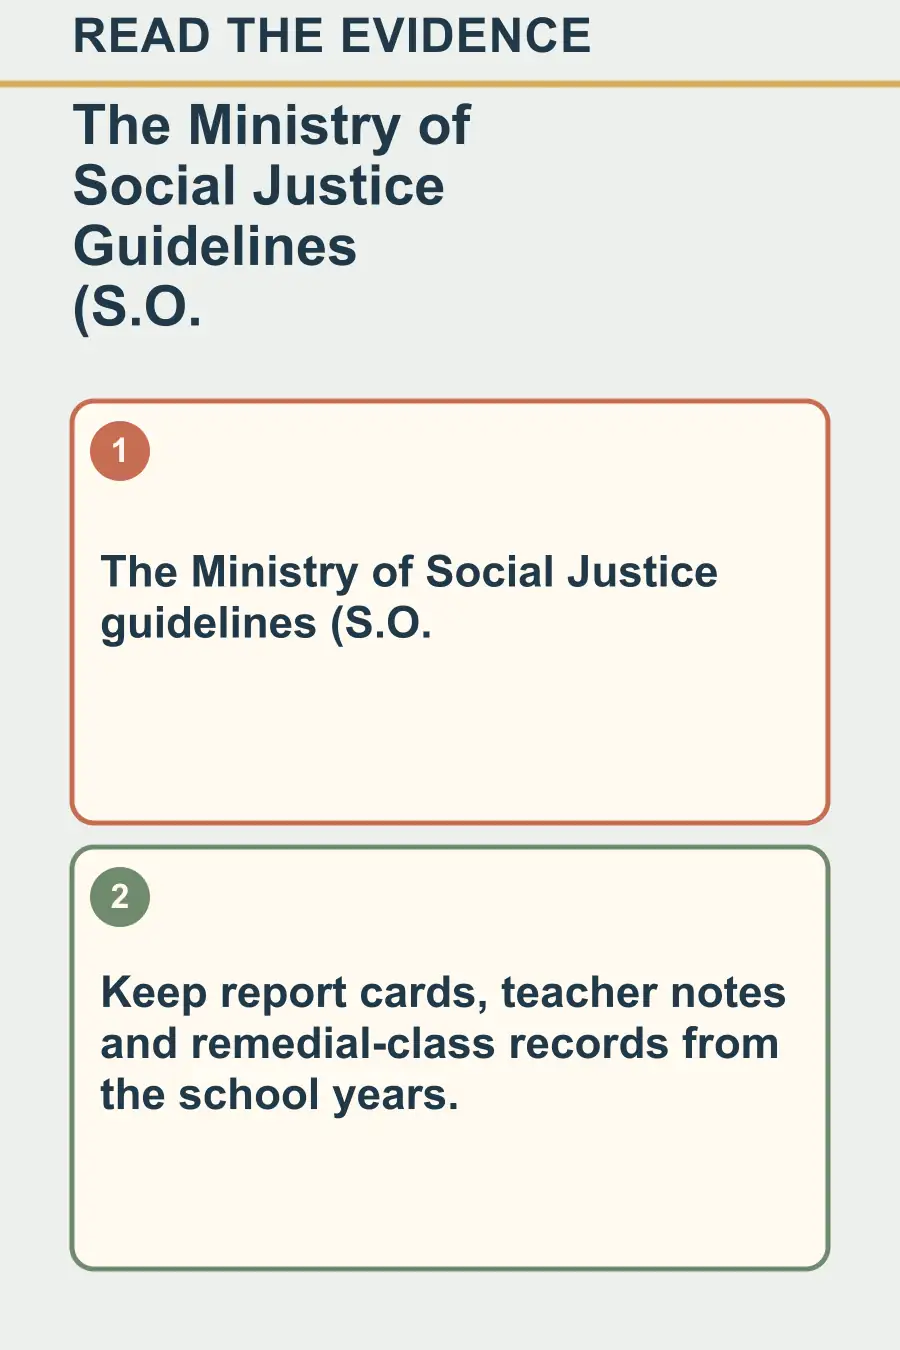 READ THE EVIDENCE
The Ministry of
Social Justice
Guidelines
(S.O.
1
The Ministry of Social Justice
guidelines (S.O.
2
Keep report cards, teacher notes
and remedial-class records from
the school years.